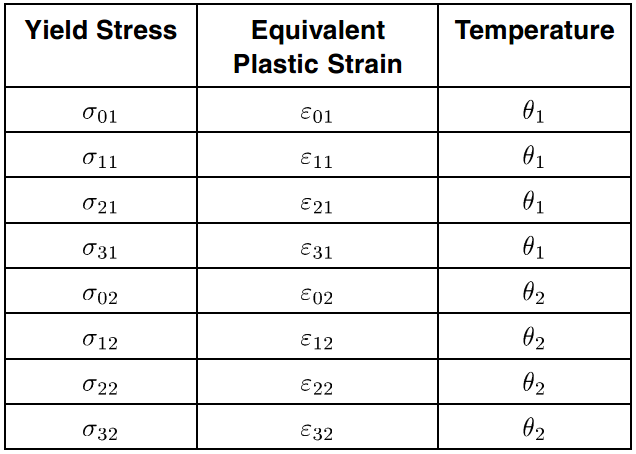 Yield Stress Equivalent Plastic Strain Temperature
σ₀₁ ε₀₁ θ₁
σ₁₁ ε₁₁ θ₁
σ₂₁ ε₂₁ θ₁
σ₃₁ ε₃₁ θ₁
σ₀₂ ε₀₂ θ₂
σ₁₂ ε₁₂ θ₂
σ₂₂ ε₂₂ θ₂
σ₃₂ ε₃₂ θ₂